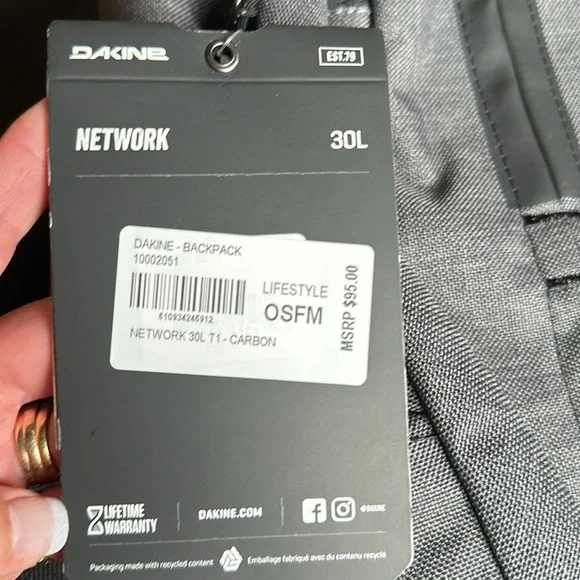 DAKINE
EST.79
NETWORK 30L
DAKINE - BACKPACK
10002051
LIFESTYLE
OSFM
610934245912
NETWORK 30L T1 - CARBON
MSRP $95.00
LIFETIME
WARRANTY
DAKINE.COM
@DAKINE
Packaging made with recycled content
Emballage fabriqué avec du contenu recyclé